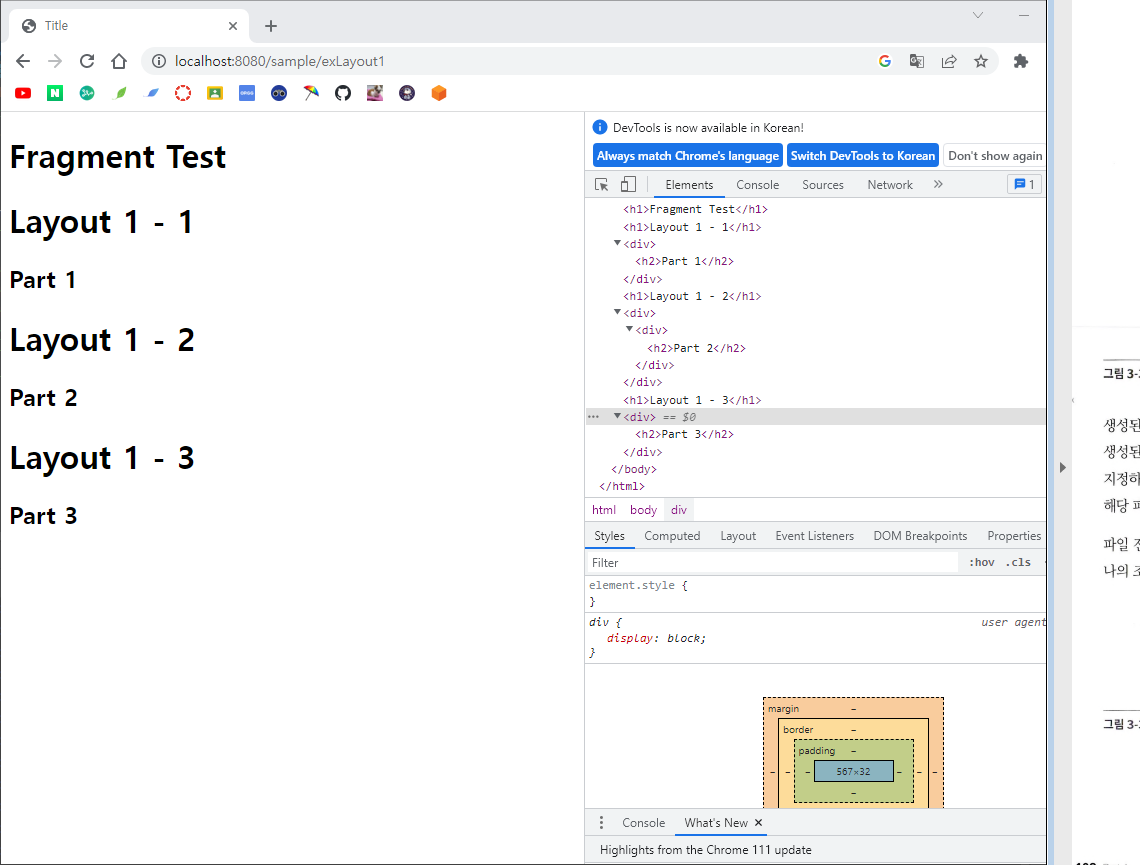 Title
localhost:8080/sample/exLayout1
Fragment Test
Layout 1 - 1
Part 1
Layout 1 - 2
Part 2
Layout 1 - 3
Part 3
DevTools is now available in Korean!
Always match Chrome's language
Switch DevTools to Korean
Don't show again
Elements
Console
Sources
Network
1
<h1>Fragment Test</h1>
<h1>Layout 1 - 1</h1>
<div>
<h2>Part 1</h2>
</div>
<h1>Layout 1 - 2</h1>
<div>
<div>
<h2>Part 2</h2>
</div>
</div>
<h1>Layout 1 - 3</h1>
<div> == $0
<h2>Part 3</h2>
</div>
</body>
</html>
html body div
Styles Computed Layout Event Listeners DOM Breakpoints Properties
Filter
:hov .cls
element.style {
}
div {
user agent
display: block;
}
margin -
border -
padding -
- - - 567×32 - - -
-
Console
What's New
Highlights from the Chrome 111 update
그림 3-
생성된
생성된
지정하
해당
파일
나의
그림 3-